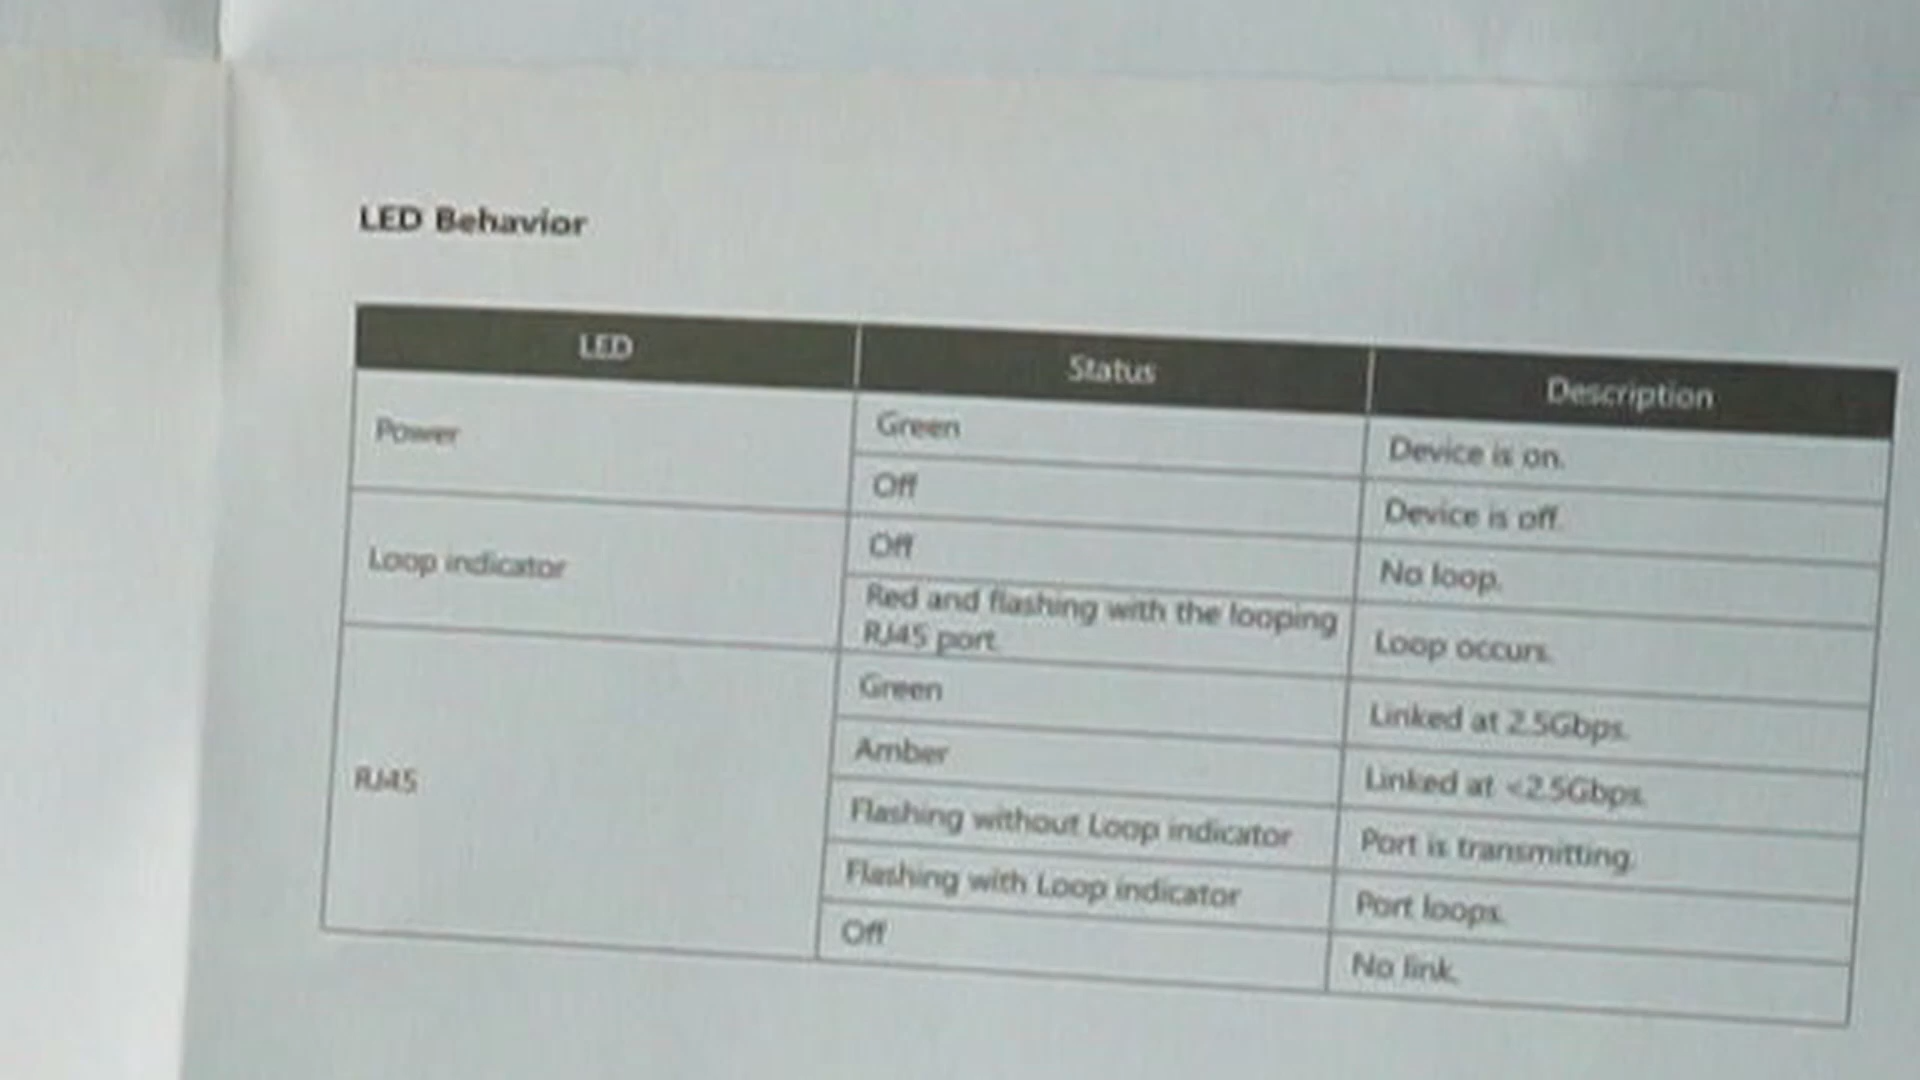 LED Behavior
LED Status Description
Power Green Device is on.
Off Device is off.
Loop indicator Off No loop.
Red and flashing with the looping
RJ45 port. Loop occurs.
RJ45 Green Linked at 2.5Gbps.
Amber Linked at <2.5Gbps.
Flashing without Loop indicator Port is transmitting.
Flashing with Loop indicator Port loops.
Off No link.